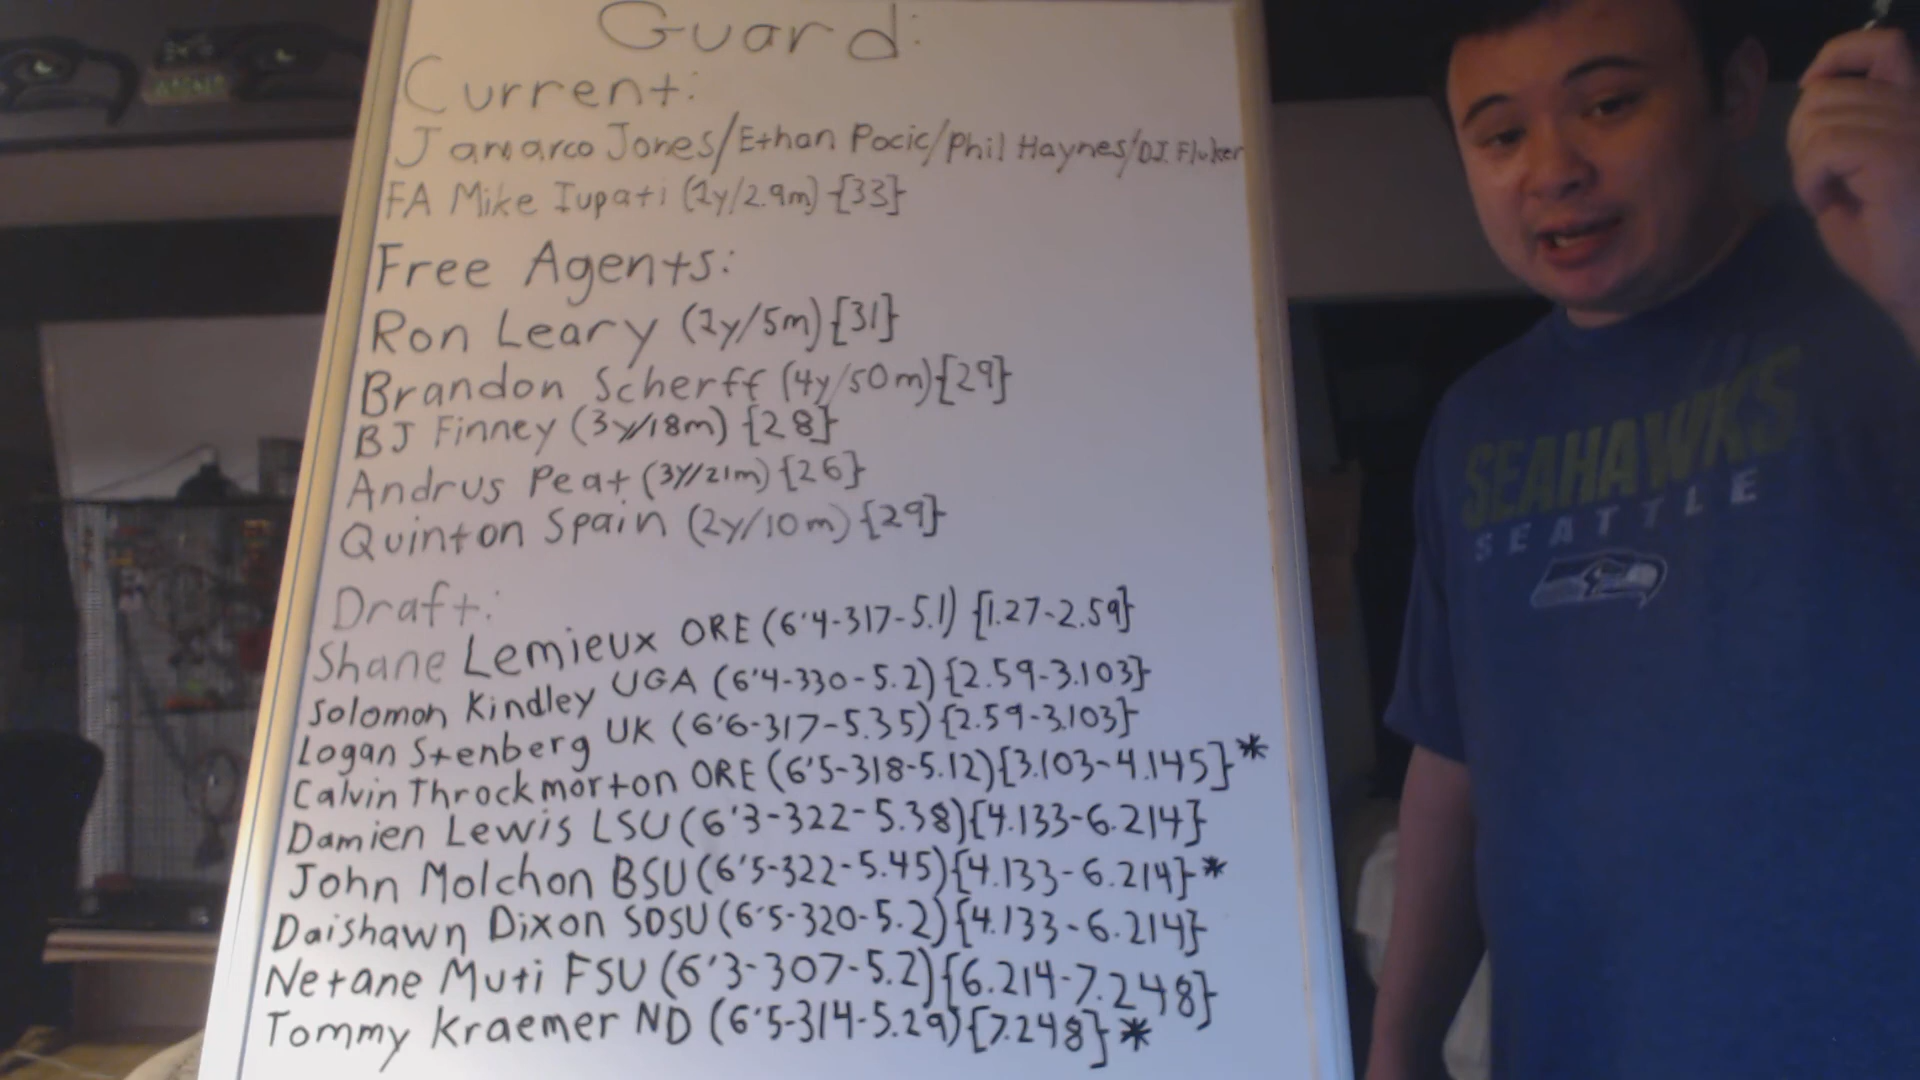 Guard:
Current:
Jamarco Jones/Ethan Pocic/Phil Haynes/DJ Fluker
FA Mike Iupati (1y/2.9m) {33}
Free Agents:
Ron Leary (2y/5m) {31}
Brandon Scherff (4y/50m) {29}
BJ Finney (3y/18m) {28}
Andrus Peat (3y/21m) {26}
Quinton Spain (2y/10m) {29}
Draft:
Shane Lemieux ORE (6'4-317-5.1) {1.27-2.59}
Solomon Kindley UGA (6'4-330-5.2) {2.59-3.103}
Logan Stenberg UK (6'6-317-5.35) {2.59-3.103}
Calvin Throckmorton ORE (6'5-318-5.12) {3.103-4.145} *
Damien Lewis LSU (6'3-322-5.38) {4.133-6.214}
John Molchon BSU (6'5-322-5.45) {4.133-6.214} *
Daishawn Dixon SDSU (6'5-320-5.2) {4.133-6.214}
Netane Muti FSU (6'3-307-5.2) {6.214-7.248}
Tommy Kraemer ND (6'5-314-5.29) {7.248} *
SEAHAWKS
SEATTLE